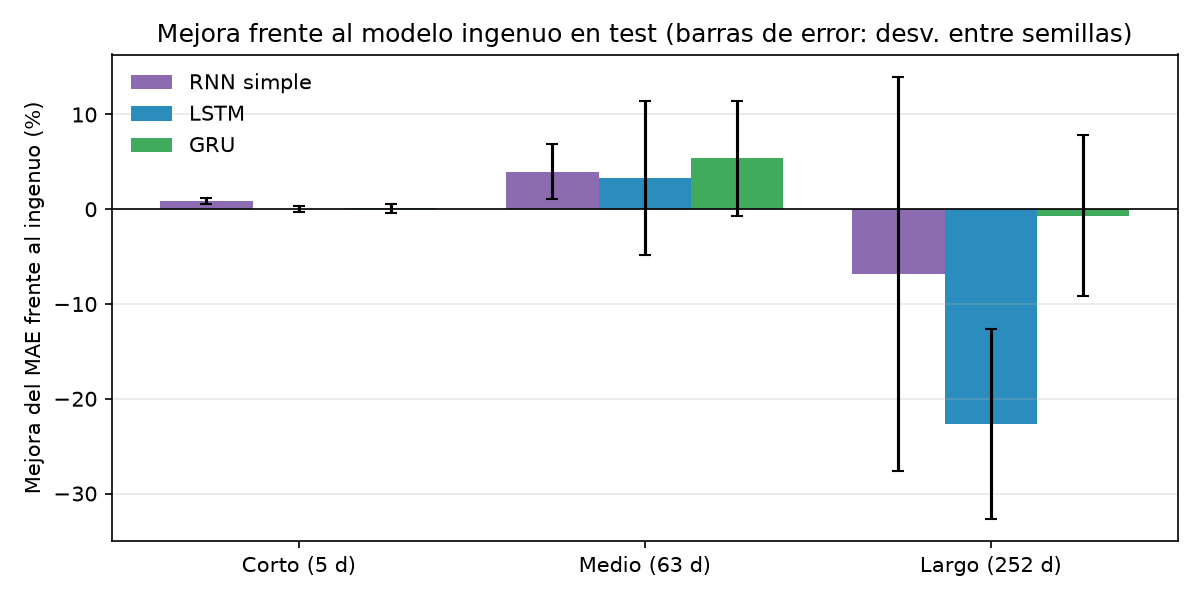 Mejora frente al modelo ingenuo en test (barras de error: desv. entre semillas)
Mejora del MAE frente al ingenuo (%)
RNN simple
LSTM
GRU
10
0
−10
−20
−30
Corto (5 d)
Medio (63 d)
Largo (252 d)